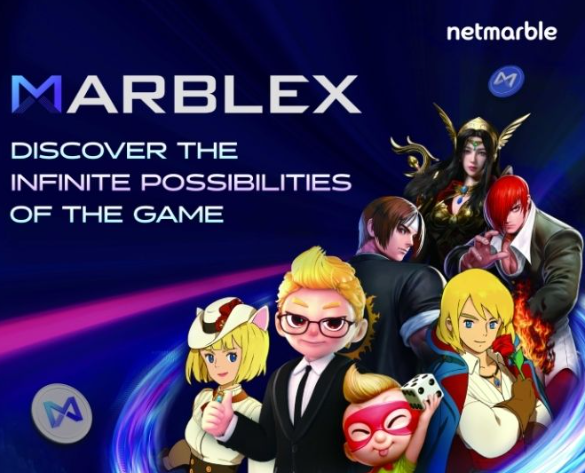 netmarble
MARBLEX
DISCOVER THE
INFINITE POSSIBILITIES
OF THE GAME